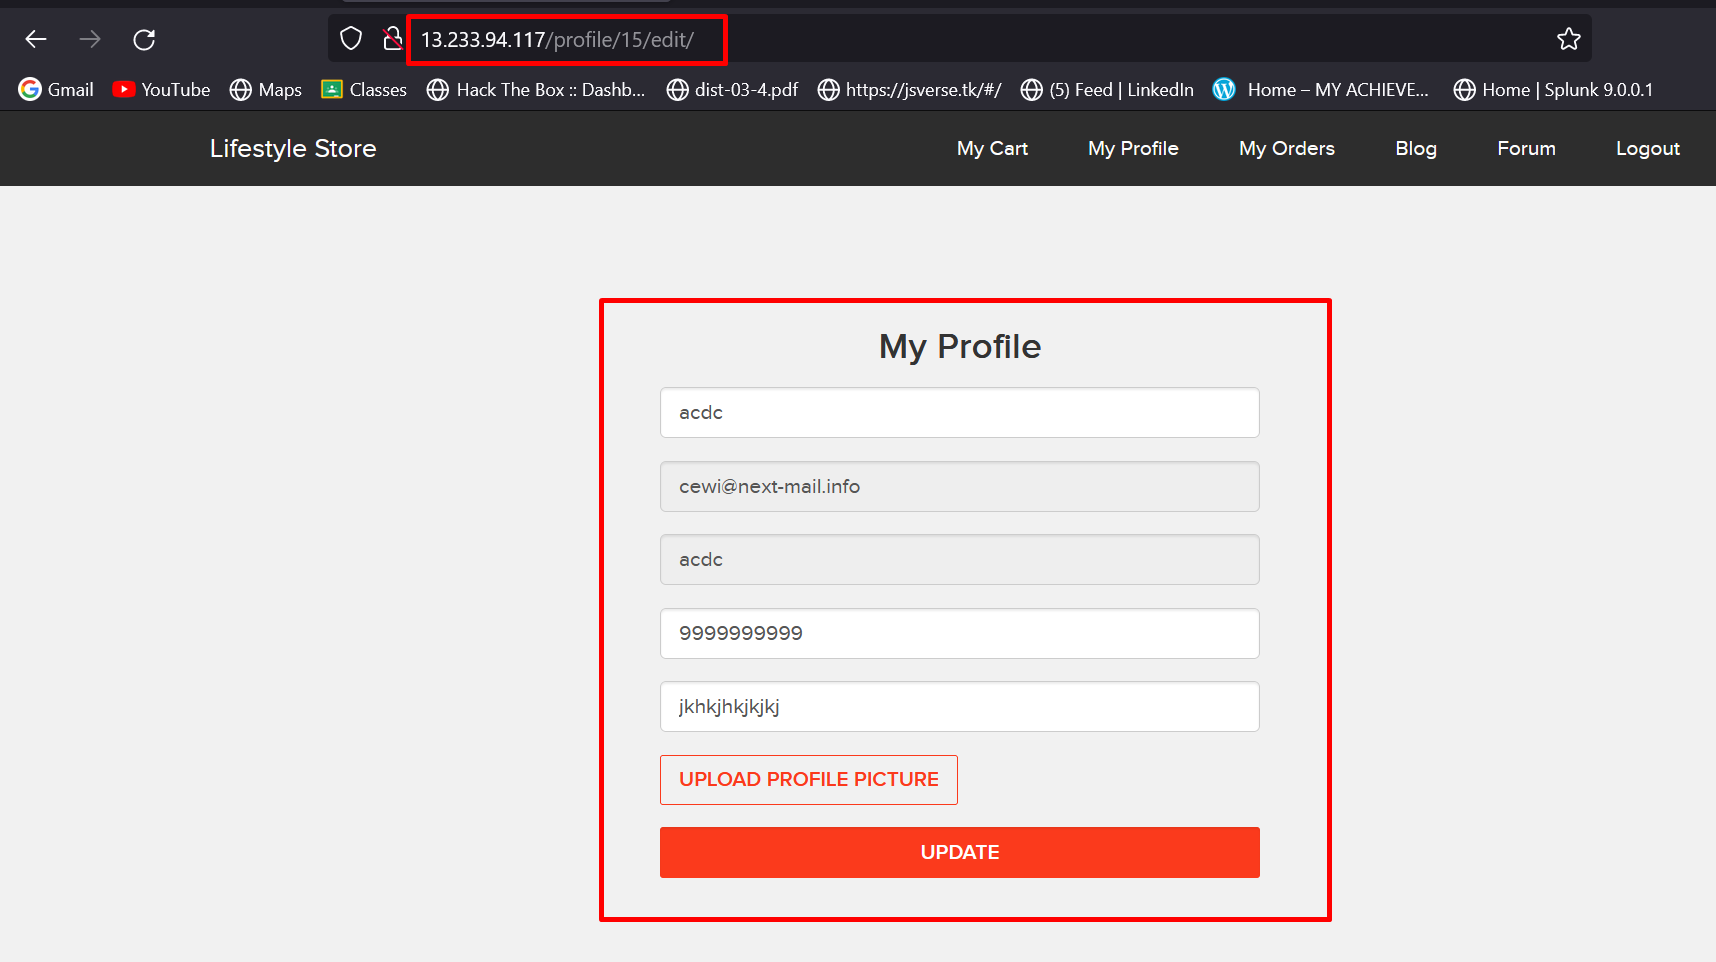 13.233.94.117/profile/15/edit/
Gmail YouTube Maps Classes Hack The Box :: Dashb... dist-03-4.pdf https://jsverse.tk/#/ (5) Feed | LinkedIn Home – MY ACHIEVE... Home | Splunk 9.0.0.1
Lifestyle Store My Cart My Profile My Orders Blog Forum Logout
My Profile
acdc
cewi@next-mail.info
acdc
9999999999
jkhkjhkjkjkj
UPLOAD PROFILE PICTURE
UPDATE